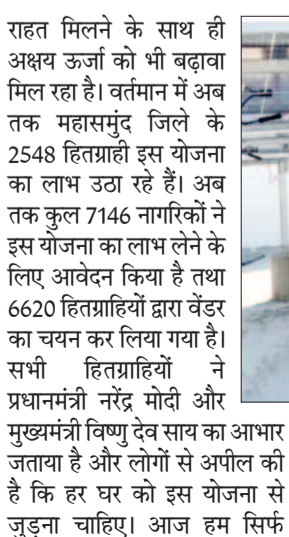 राहत मिलने के साथ ही
अक्षय ऊर्जा को भी बढ़ावा
मिल रहा है। वर्तमान में अब
तक महासमुंद जिले के
2548 हितग्राही इस योजना
का लाभ उठा रहे हैं। अब
तक कुल 7146 नागरिकों ने
इस योजना का लाभ लेने के
लिए आवेदन किया है तथा
6620 हितग्राहियों द्वारा वेंडर
का चयन कर लिया गया है।
सभी हितग्राहियों ने
प्रधानमंत्री नरेंद्र मोदी और
मुख्यमंत्री विष्णु देव साय का आभार
जताया है और लोगों से अपील की
है कि हर घर को इस योजना से
जुड़ना चाहिए। आज हम सिर्फ